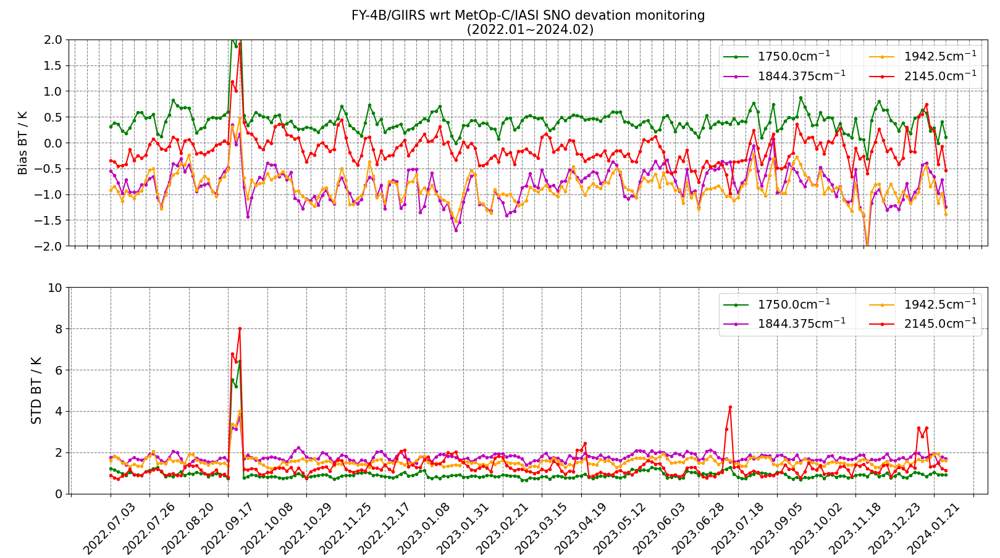 FY-4B/GIIRS wrt MetOp-C/IASI SNO devation monitoring
(2022.01~2024.02)
Bias BT / K
2.0
1.5
1.0
0.5
0.0
−0.5
−1.0
−1.5
−2.0
1750.0cm⁻¹ 1942.5cm⁻¹
1844.375cm⁻¹ 2145.0cm⁻¹
STD BT / K
10
8
6
4
2
0
1750.0cm⁻¹ 1942.5cm⁻¹
1844.375cm⁻¹ 2145.0cm⁻¹
2022.07.03 2022.07.26 2022.08.20 2022.09.17 2022.10.08 2022.10.29 2022.11.25 2022.12.17 2023.01.08 2023.01.31 2023.02.21 2023.03.15 2023.04.19 2023.05.12 2023.06.03 2023.06.28 2023.07.18 2023.09.05 2023.10.02 2023.11.18 2023.12.23 2024.01.21